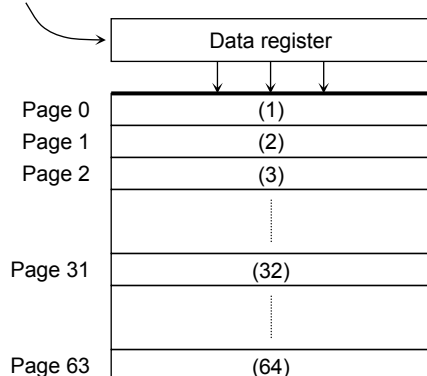 Data register
Page 0 (1)
Page 1 (2)
Page 2 (3)
Page 31 (32)
Page 63 (64)